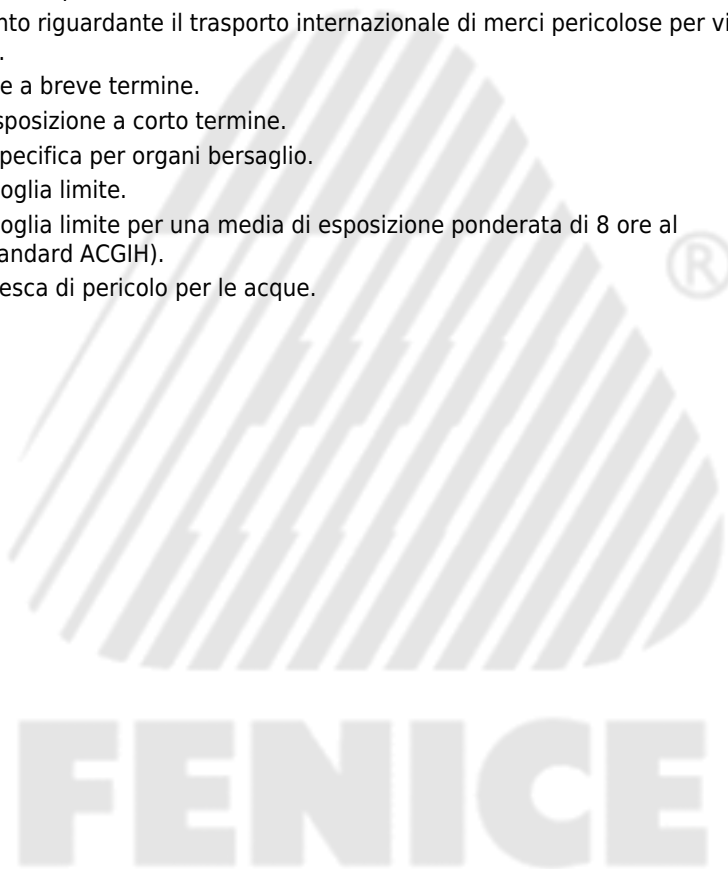 nto riguardante il trasporto internazionale di merci pericolose per vi
.
e a breve termine.
sposizione a corto termine.
pecifica per organi bersaglio.
oglia limite.
oglia limite per una media di esposizione ponderata di 8 ore al
andard ACGIH).
esca di pericolo per le acque.
®
FENICE